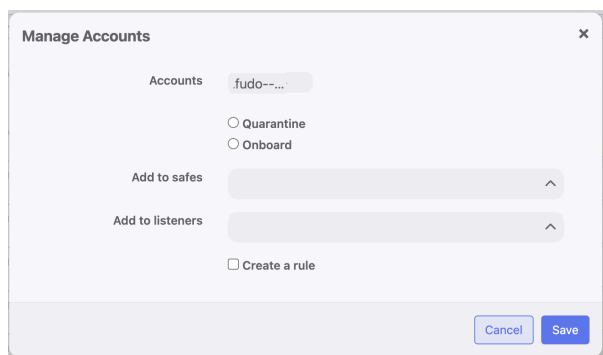 Manage Accounts
Accounts .fudo--...
Quarantine
Onboard
Add to safes
Add to listeners
Create a rule
Cancel Save